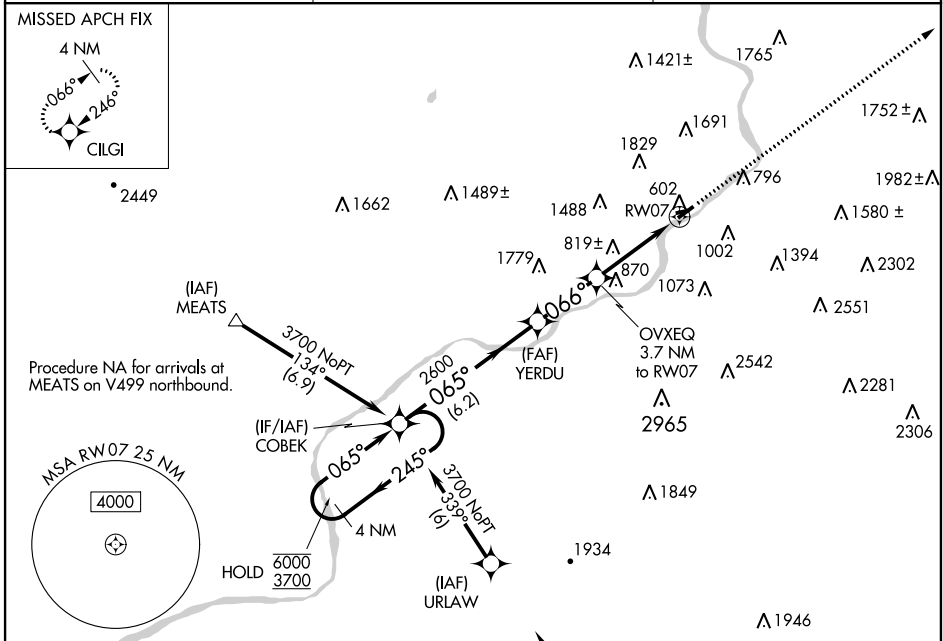 MISSED APCH FIX
4 NM
066°
246°
CILGI
1421±
1765
1752 ±
1691
1829
2449
1662
1489±
1488
602
RW07
796
1982±
1580 ±
819±
1002
1779
870
1394
2302
1073
2551
(IAF)
MEATS
3700 NoPT
134°
(6.9)
066°
OVXEQ
3.7 NM
to RW07
(FAF)
YERDU
Procedure NA for arrivals at
MEATS on V499 northbound.
2600
065°
(6.2)
2542
2281
2965
2306
(IF/IAF)
COBEK
065°
245°
MSA RW07 25 NM
4000
4 NM
3700 NoPT
339°
(6)
1849
HOLD
6000
3700
1934
(IAF)
URLAW
1946